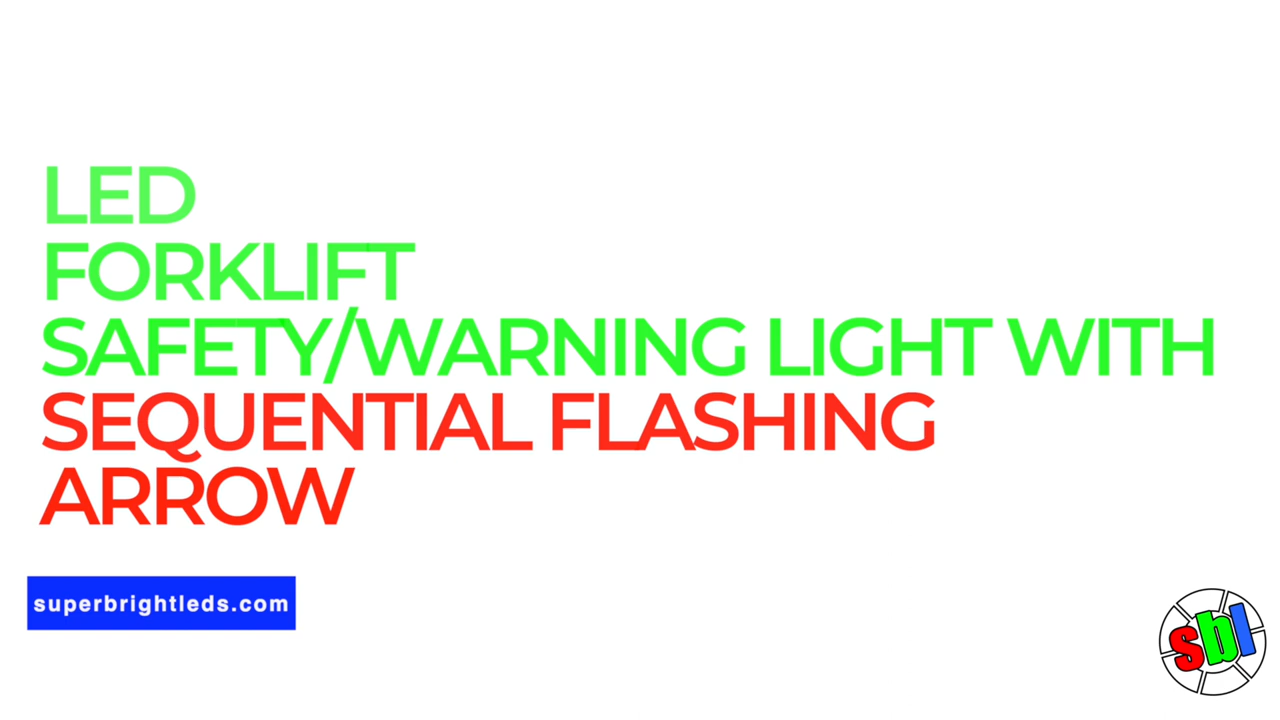 LED
FORKLIFT
SAFETY/WARNING LIGHT WITH
SEQUENTIAL FLASHING
ARROW
superbrightleds.com
sbl